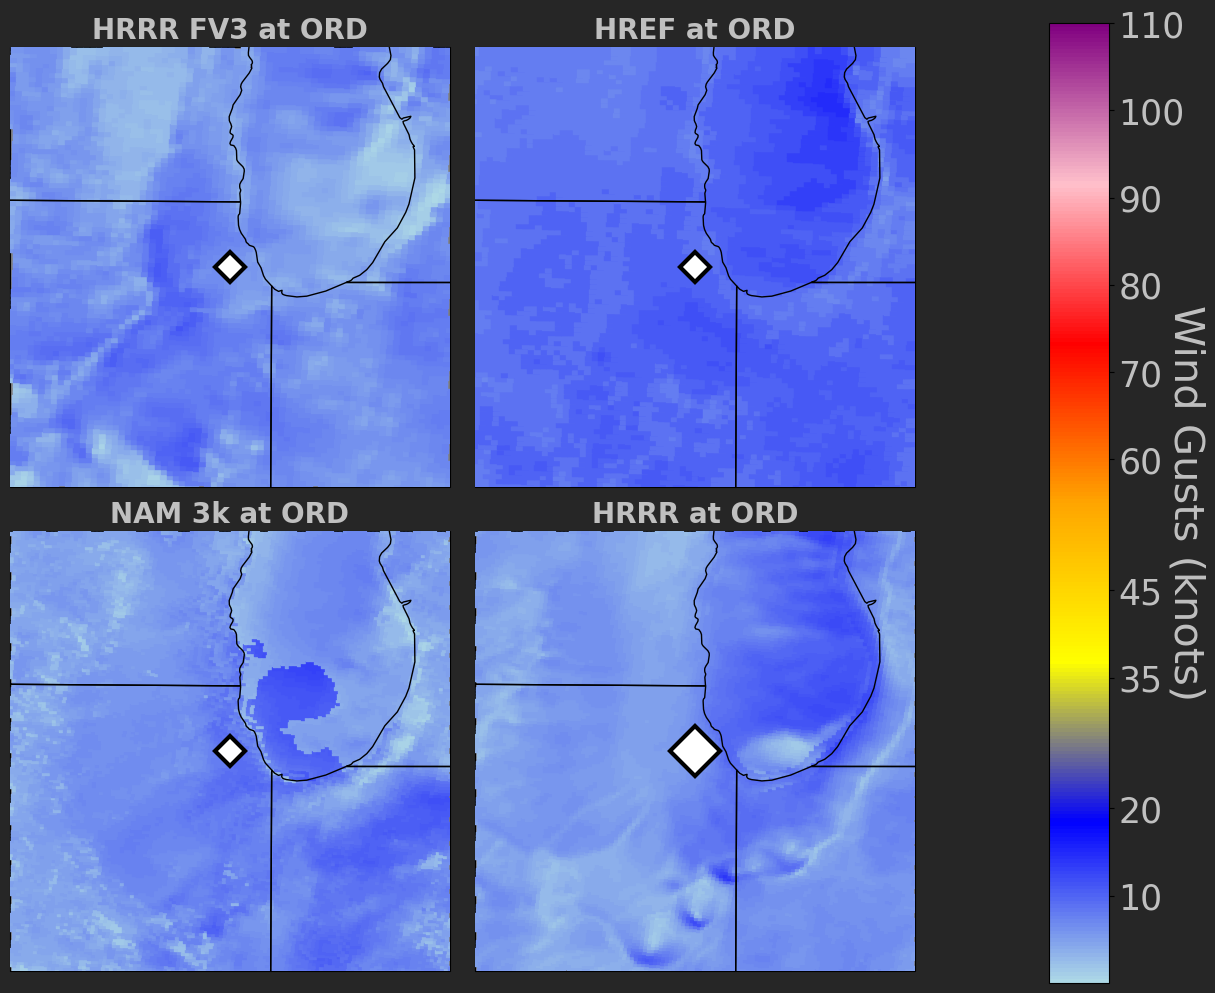 HRRR FV3 at ORD
HREF at ORD
NAM 3k at ORD
HRRR at ORD
110
100
90
80
70
60
45
35
20
10
Wind Gusts (knots)